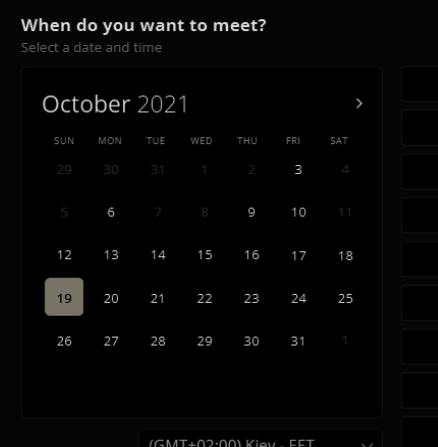 When do you want to meet?
Select a date and time
October 2021
SUN MON TUE WED THU FRI SAT
29 30 31 1 2 3 4
5 6 7 8 9 10 11
12 13 14 15 16 17 18
19 20 21 22 23 24 25
26 27 28 29 30 31 1
(GMT+02:00) Kiev - EET